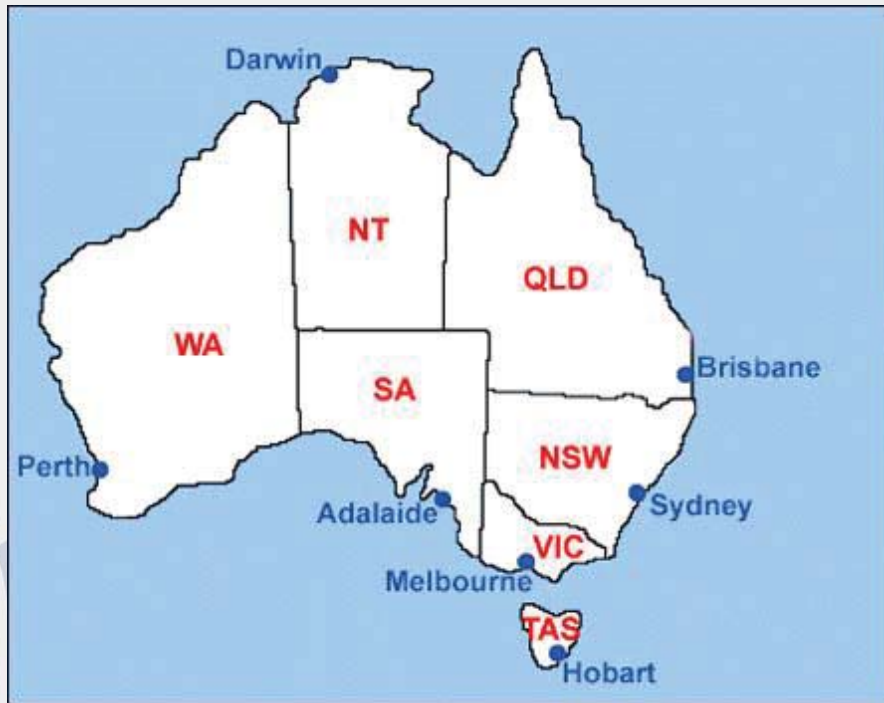 Darwin
NT
QLD
WA
Brisbane
SA
NSW
Perth
Adalaide
Sydney
VIC
Melbourne
TAS
Hobart